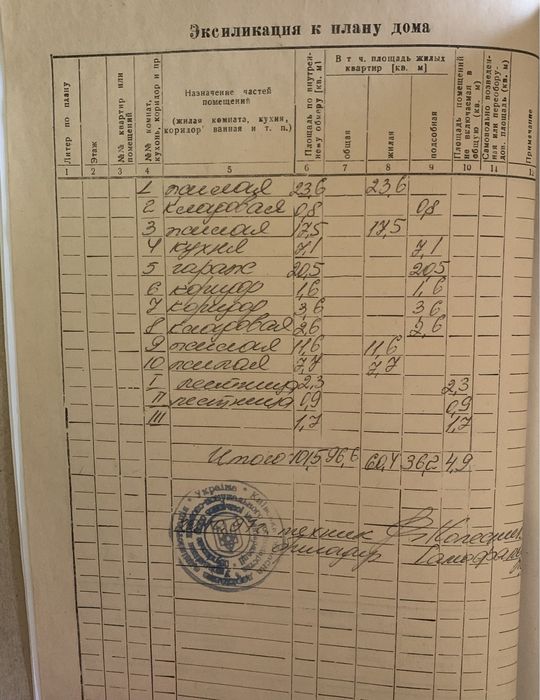 Эксиликация к плану дома
Литер по плану
Этаж
№№ квартир или помещений
№№ комнат, кухонь, коридор и пр
Назначение частей помещений
(жилая комната, кухня, коридор ванная и т. п.)
Площадь по внутреннему обмеру [кв. м]
В т ч. площадь жилых квартир [кв. м]
общая
жилая
подсобная
Площадь помещений не включаемая в общую (кв. м)
Самовольно возведенная или переоборудов. площадь (кв. м)
Примечание
1 2 3 4 5 6 7 8 9 10 11 12
1 жилая 23,6 23,6
2 кладовая 0,8 0,8
3 жилая 17,5 17,5
4 кухня 7,1 7,1
5 гараж 20,5 20,5
6 коридор 1,6 1,6
7 коридор 3,6 3,6
8 кладовая 2,6 2,6
9 жилая 11,6 11,6
10 жилая 7,7 7,7
I лестница 2,3 2,3
II лестница 0,9 0,9
III 1,7 1,7
Итого 101,5 96,6 60,4 36,2 4,9
техник